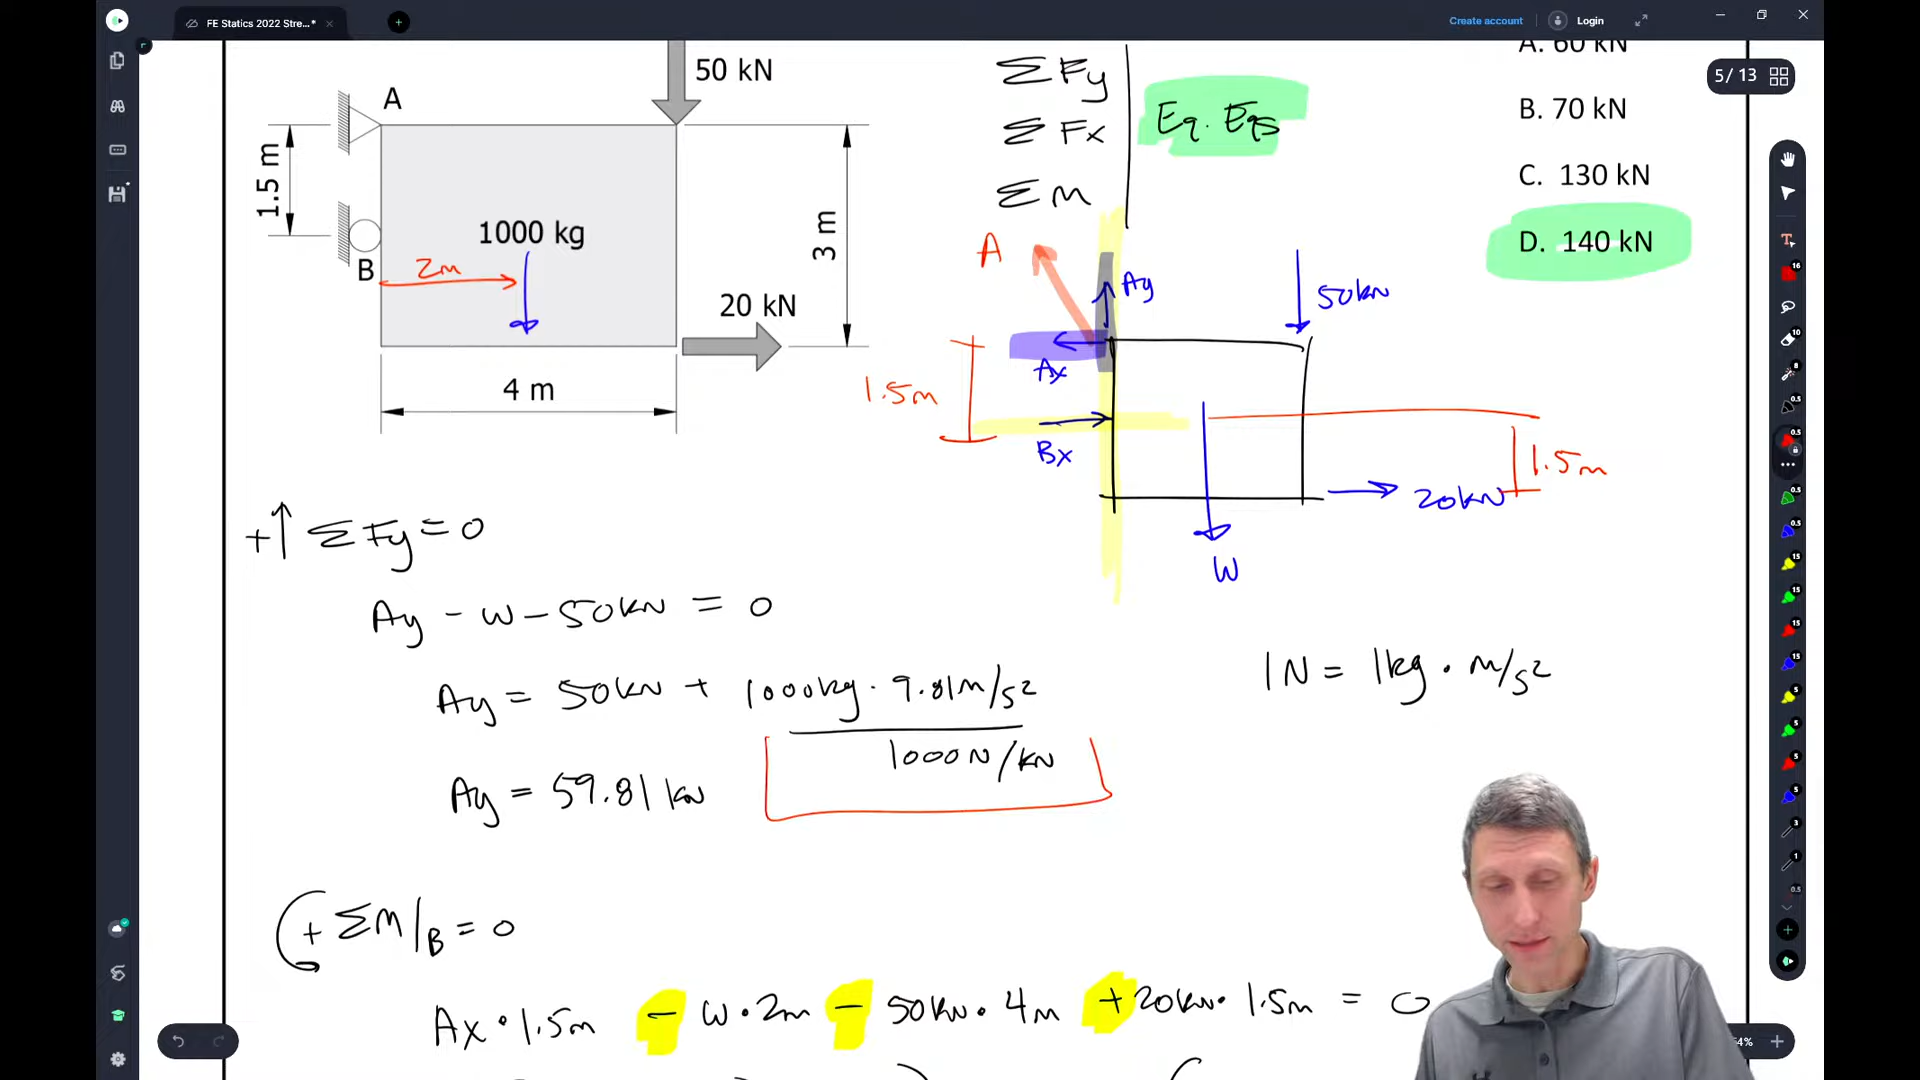 FE Statics 2022 Stre...*
Create account
Login
5/ 13
50 kN
A
1.5 m
B
1000 kg
2m
3 m
20 kN
4 m
ΣFy
ΣFx
ΣM
Eq. Eqs
A. 60 kN
B. 70 kN
C. 130 kN
D. 140 kN
A
Ay
50kN
Ax
1.5m
Bx
1.5m
20kN
W
+↑ ΣFy = 0
Ay - W - 50kN = 0
Ay = 50kN + 1000kg · 9.81m/s²
1000N/kN
Ay = 59.81 kN
1N = 1kg · m/s²
+ ΣM/B = 0
Ax · 1.5m - W · 2m - 50kN · 4m + 20kN · 1.5m = 0
4%